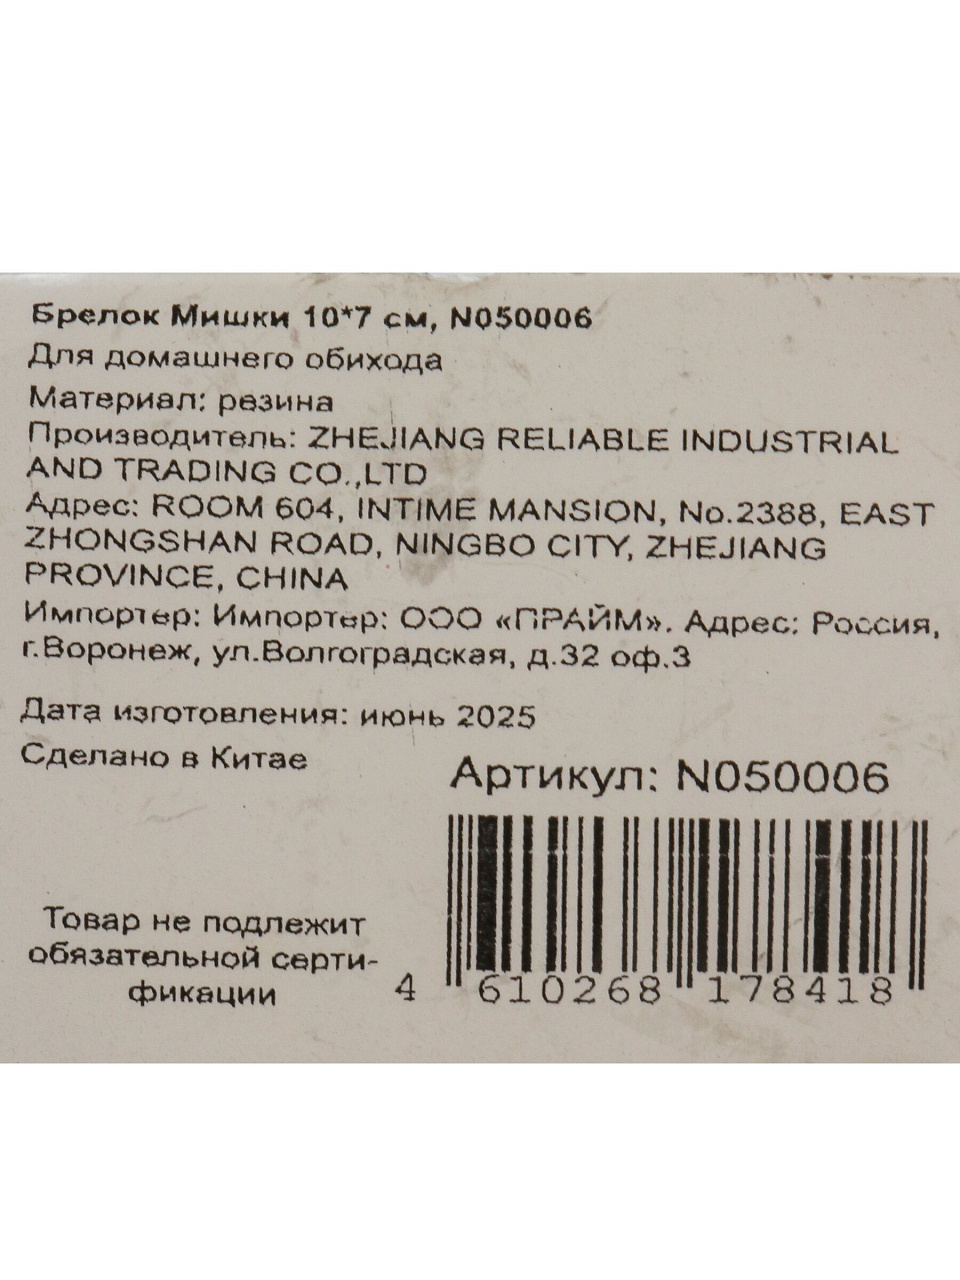 Брелок Мишки 10*7 см, N050006
Для домашнего обихода
Материал: резина
Производитель: ZHEJIANG RELIABLE INDUSTRIAL
AND TRADING CO.,LTD
Адрес: ROOM 604, INTIME MANSION, No.2388, EAST
ZHONGSHAN ROAD, NINGBO CITY, ZHEJIANG
PROVINCE, CHINA
Импортер: Импортер: ООО «ПРАЙМ». Адрес: Россия,
г.Воронеж, ул.Волгоградская, д.32 оф.3
Дата изготовления: июнь 2025
Сделано в Китае
Артикул: N050006
Товар не подлежит
обязательной серти-
фикации
4 610268 178418